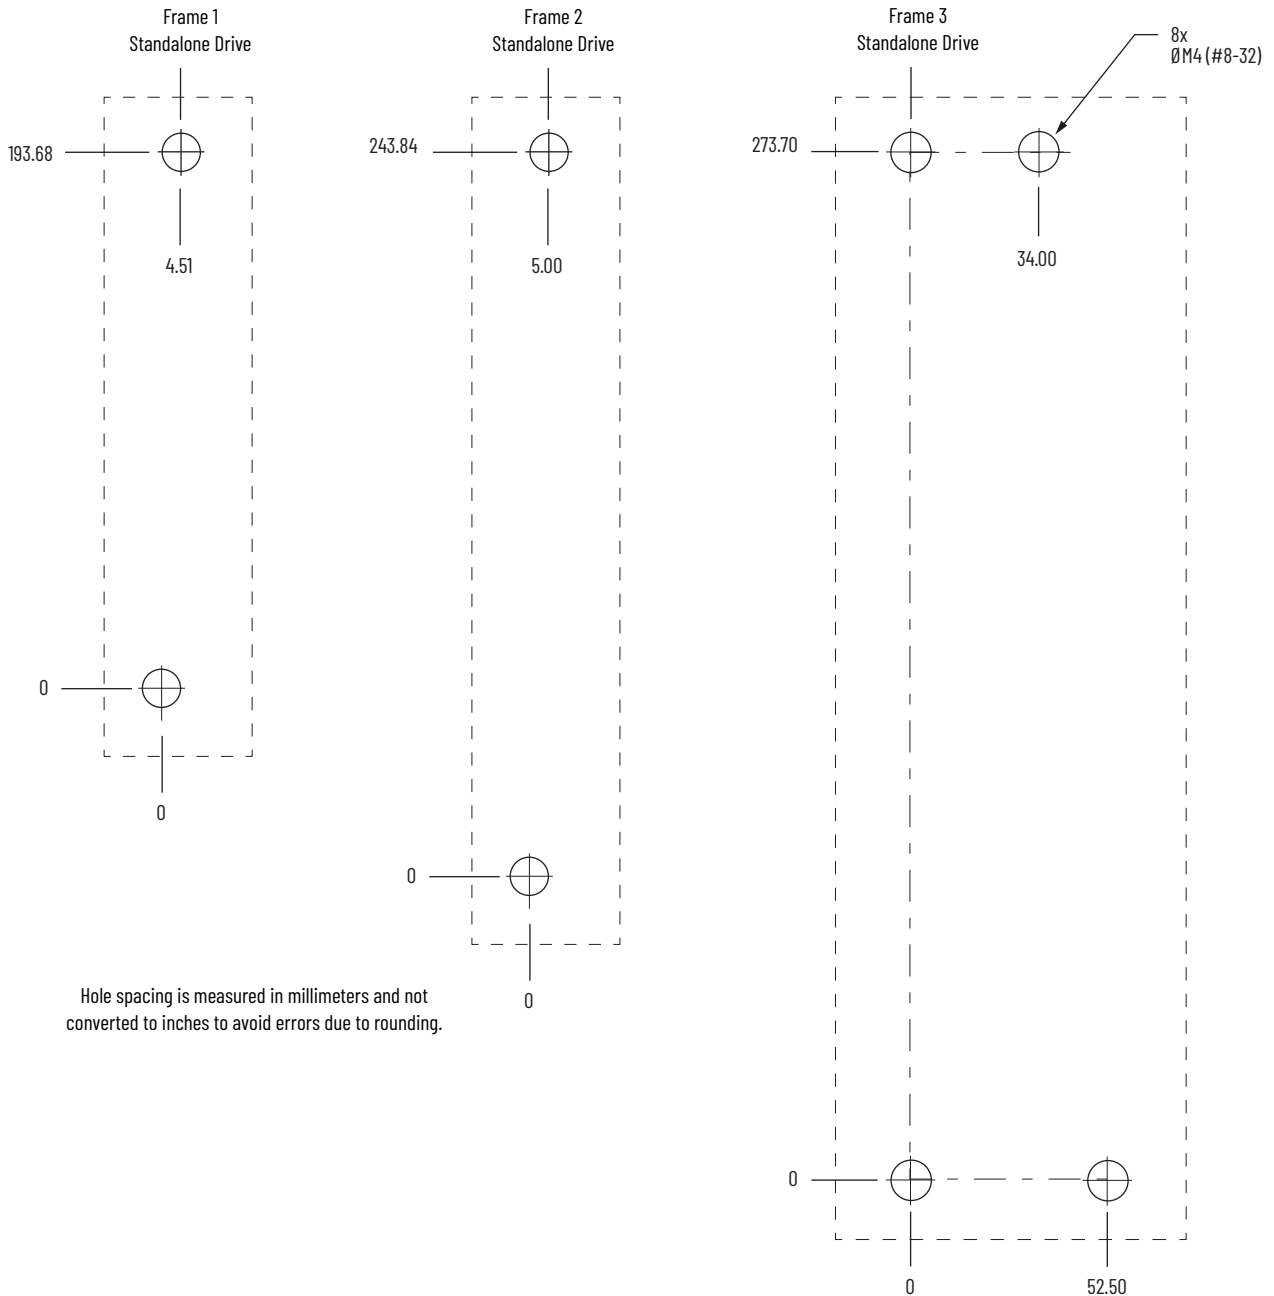 Frame 1
Standalone Drive
Frame 2
Standalone Drive
Frame 3
Standalone Drive
8x
ØM4 (#8-32)
193.68
243.84
273.70
4.51
5.00
34.00
0
0
0
0
Hole spacing is measured in millimeters and not
converted to inches to avoid errors due to rounding.
0
0
52.50